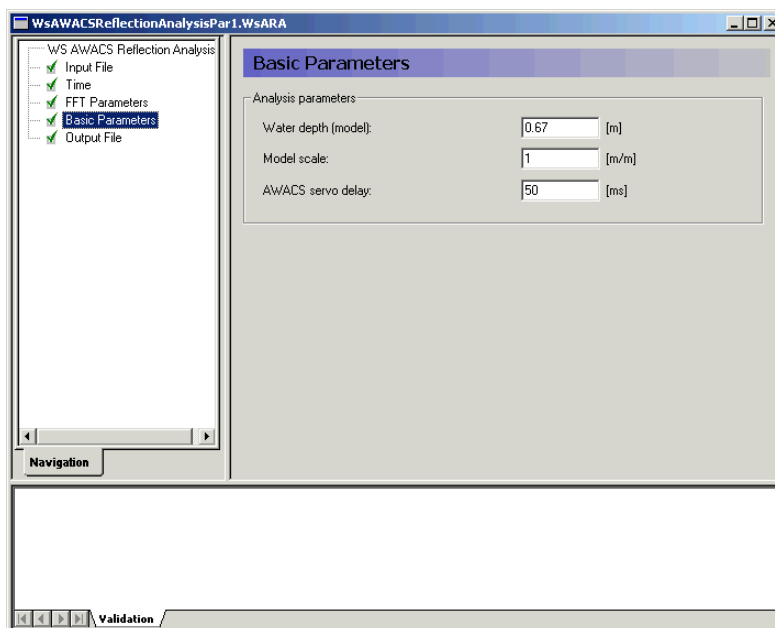 WsAWACSReflectionAnalysisPar1.WsARA
WS AWACS Reflection Analysis
Input File
Time
FFT Parameters
Basic Parameters
Output File
Navigation
Basic Parameters
Analysis parameters
Water depth (model): 0.67 [m]
Model scale: 1 [m/m]
AWACS servo delay: 50 [ms]
Validation